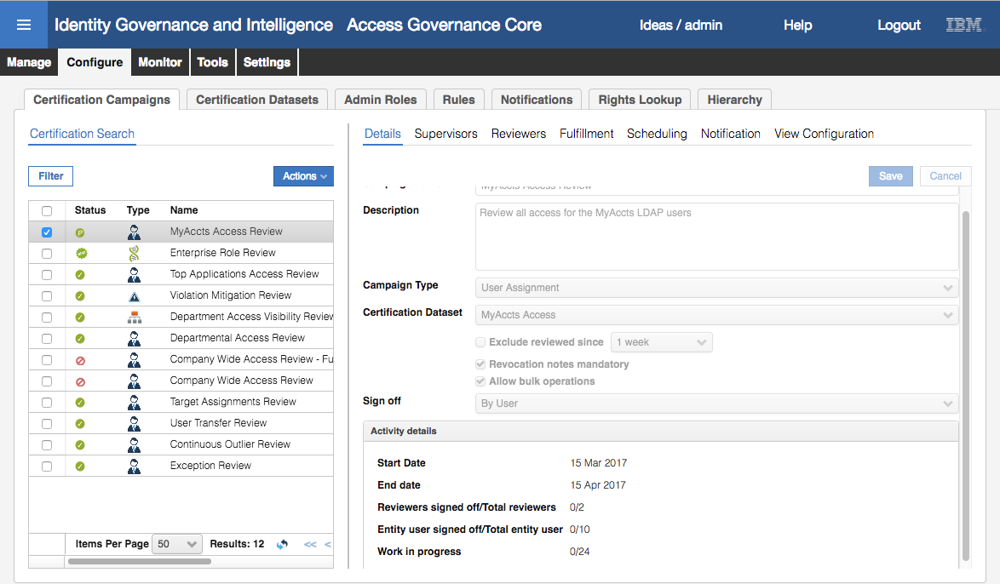 Identity Governance and Intelligence Access Governance Core Ideas / admin Help Logout IBM
Manage Configure Monitor Tools Settings
Certification Campaigns Certification Datasets Admin Roles Rules Notifications Rights Lookup Hierarchy
Certification Search
Filter Actions
Status Type Name
P MyAccts Access Review
Enterprise Role Review
Top Applications Access Review
Violation Mitigation Review
Department Access Visibility Review
Departmental Access Review
Company Wide Access Review - Fu
Company Wide Access Review
Target Assignments Review
User Transfer Review
Continuous Outlier Review
Exception Review
Items Per Page 50 Results: 12 << <
Details Supervisors Reviewers Fulfillment Scheduling Notification View Configuration
Save Cancel
MyAccts Access Review
Description Review all access for the MyAccts LDAP users
Campaign Type User Assignment
Certification Dataset MyAccts Access
Exclude reviewed since 1 week
Revocation notes mandatory
Allow bulk operations
Sign off By User
Activity details
Start Date 15 Mar 2017
End date 15 Apr 2017
Reviewers signed off/Total reviewers 0/2
Entity user signed off/Total entity user 0/10
Work in progress 0/24